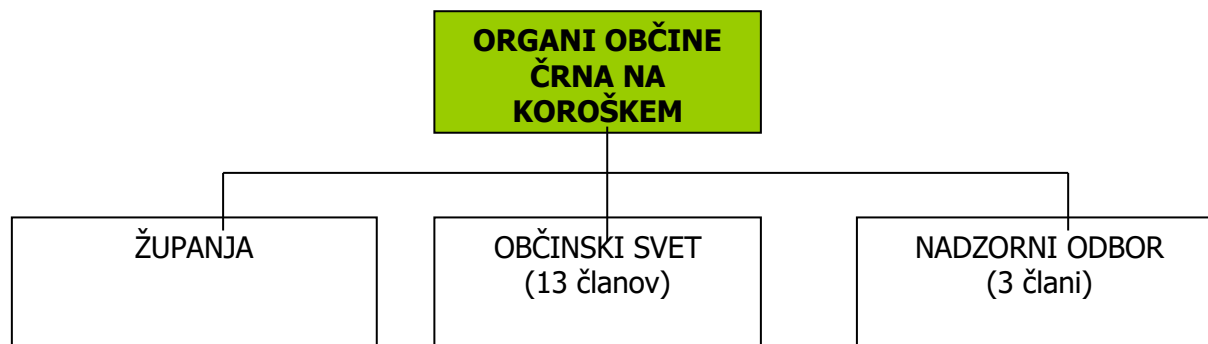 ORGANI OBČINE
ČRNA NA
KOROŠKEM
ŽUPANJA
OBČINSKI SVET
(13 članov)
NADZORNI ODBOR
(3 člani)